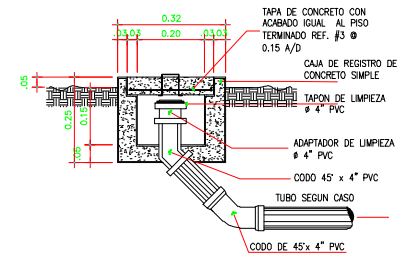 0.32
.03
.03
0.20
.03
.03
.05
0.25
0.15
.06
TAPA DE CONCRETO CON
ACABADO IGUAL AL PISO
TERMINADO REF. #3 @
0.15 A/D
CAJA DE REGISTRO DE
CONCRETO SIMPLE
TAPON DE LIMPIEZA
ø 4" PVC
ADAPTADOR DE LIMPIEZA
ø 4" PVC
CODO 45' x 4" PVC
TUBO SEGUN CASO
CODO DE 45'x 4" PVC